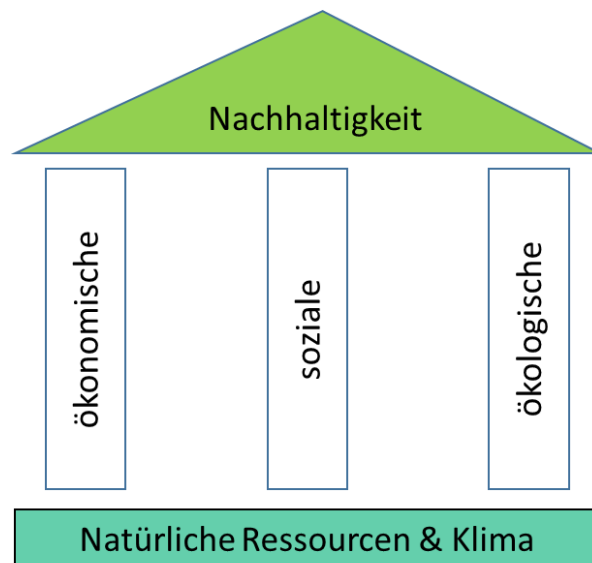 Nachhaltigkeit
ökonomische
soziale
ökologische
Natürliche Ressourcen & Klima